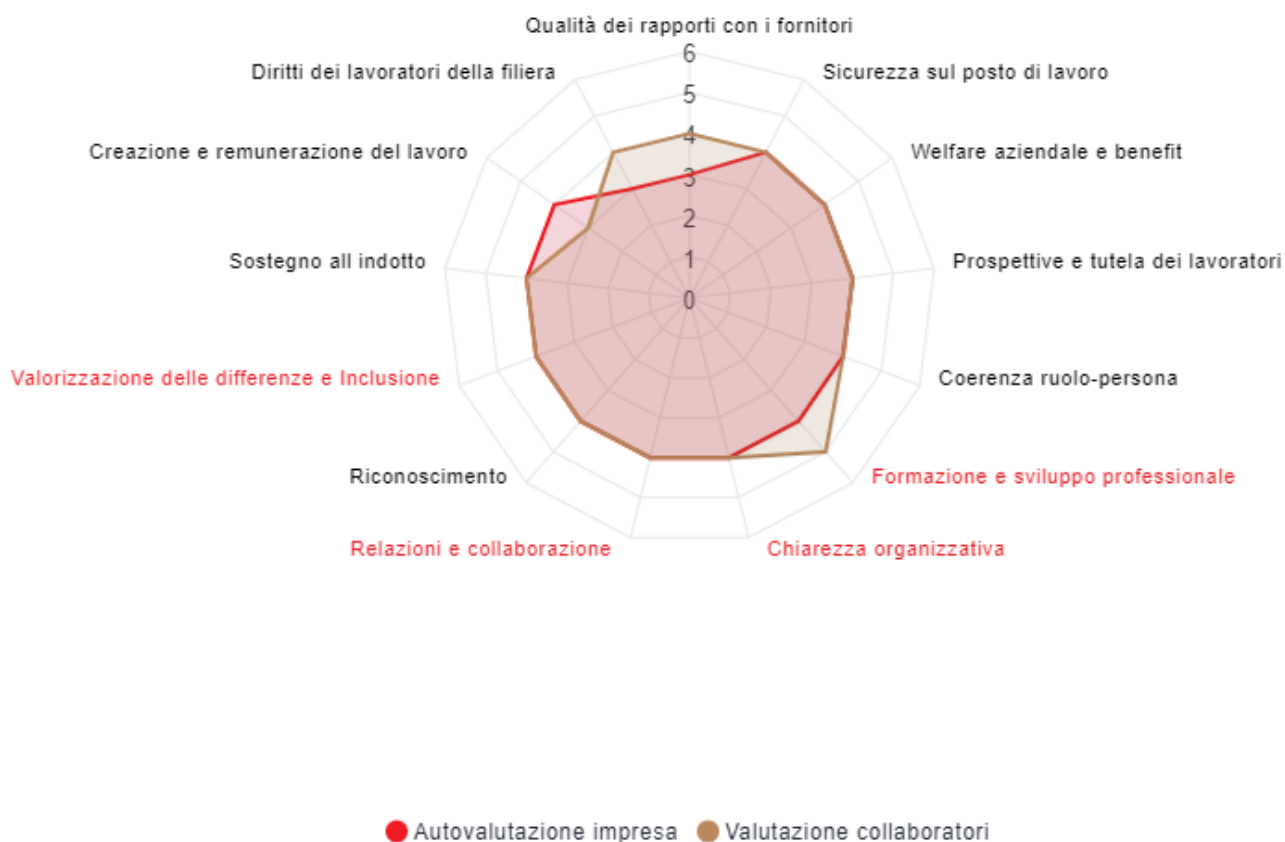 Qualità dei rapporti con i fornitori
6
Diritti dei lavoratori della filiera
Sicurezza sul posto di lavoro
5
4
Creazione e remunerazione del lavoro
Welfare aziendale e benefit
3
2
Sostegno all indotto
1
Prospettive e tutela dei lavoratori
0
Valorizzazione delle differenze e Inclusione
Coerenza ruolo-persona
Riconoscimento
Formazione e sviluppo professionale
Relazioni e collaborazione
Chiarezza organizzativa
Autovalutazione impresa
Valutazione collaboratori